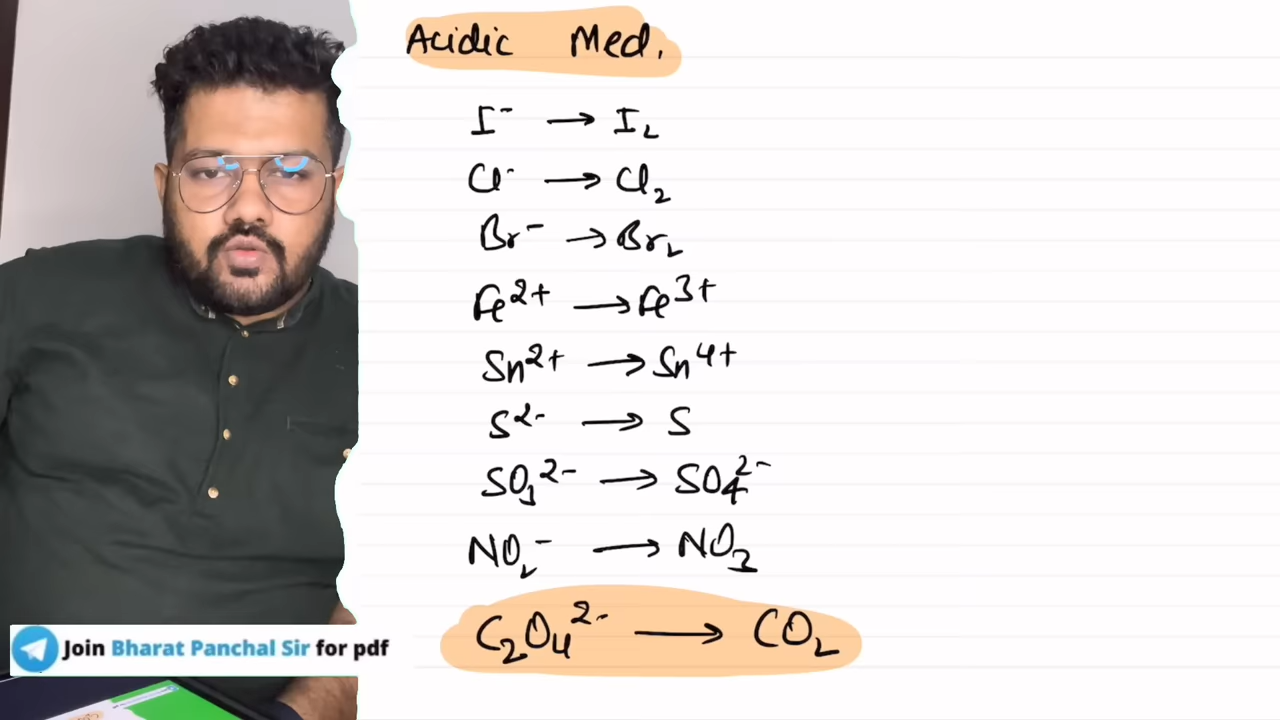 Acidic Med.
I⁻ → I₂
Cl⁻ → Cl₂
Br⁻ → Br₂
Fe²⁺ → Fe³⁺
Sn²⁺ → Sn⁴⁺
S²⁻ → S
SO₃²⁻ → SO₄²⁻
NO₂⁻ → NO₃
C₂O₄²⁻ → CO₂
Join Bharat Panchal Sir for pdf